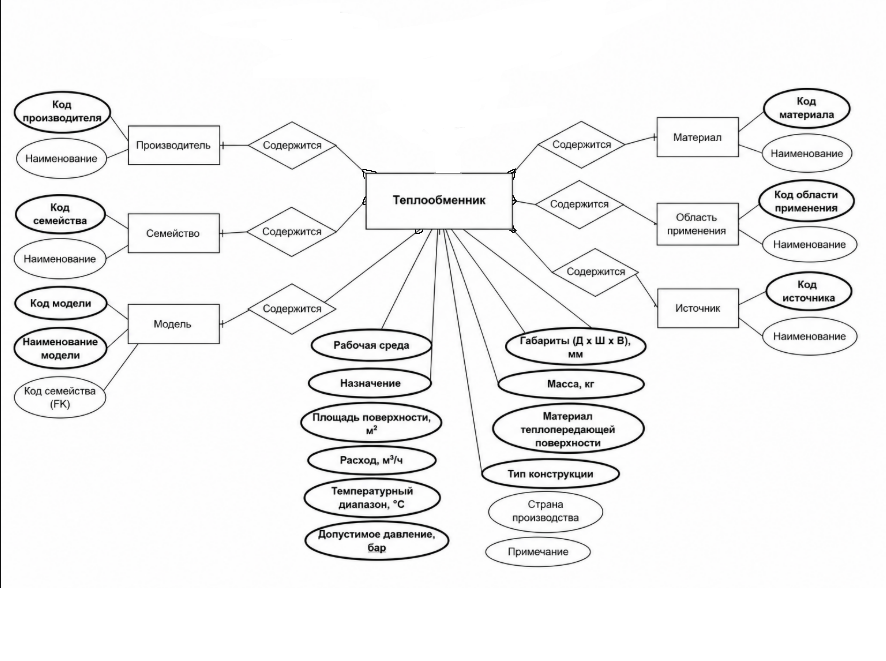 Код
производителя
Наименование
Производитель
Содержится
Код
семейства
Наименование
Семейство
Содержится
Код модели
Наименование
модели
Код семейства
(FK)
Модель
Содержится
Теплообменник
Содержится
Материал
Код
материала
Наименование
Содержится
Область
применения
Код области
применения
Наименование
Содержится
Источник
Код
источника
Наименование
Рабочая среда
Назначение
Площадь поверхности,
м²
Расход, м³/ч
Температурный
диапазон, °C
Допустимое давление,
бар
Габариты (Д x Ш x В),
мм
Масса, кг
Материал
теплопередающей
поверхности
Тип конструкции
Страна
производства
Примечание